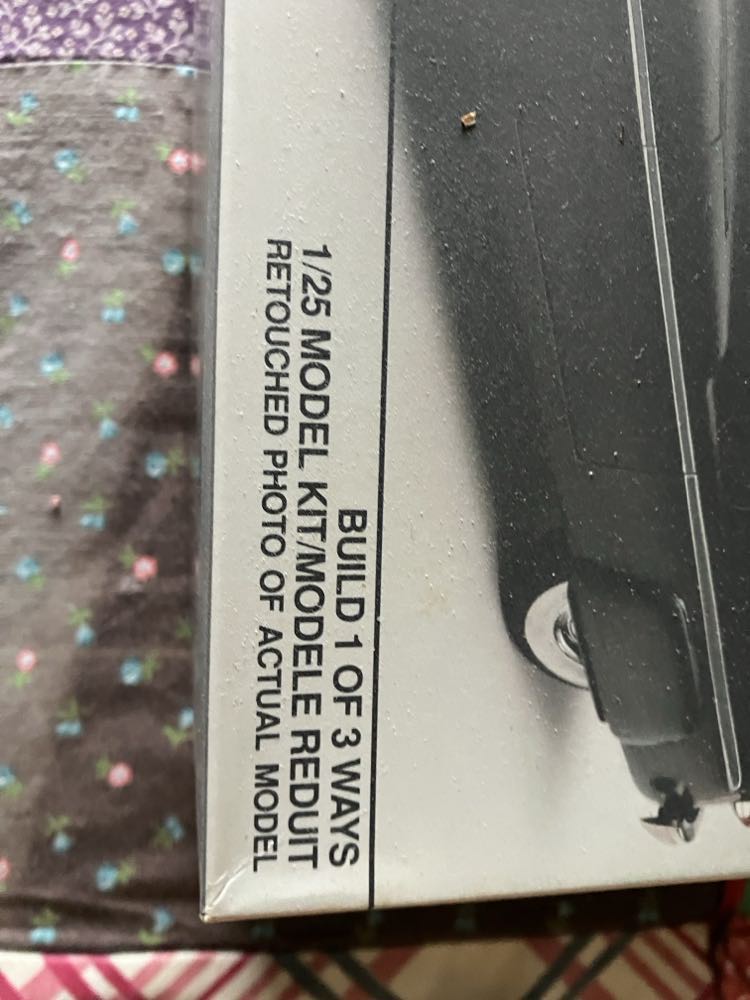 BUILD 1 OF 3 WAYS
1/25 MODEL KIT/MODELE REDUIT
RETOUCHED PHOTO OF ACTUAL MODEL